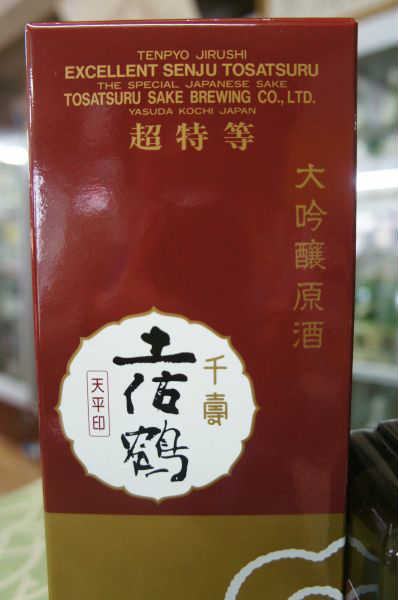 TENPYO JIRUSHI
EXCELLENT SENJU TOSATSURU
THE SPECIAL JAPANESE SAKE
TOSATSURU SAKE BREWING CO., LTD.
YASUDA KOCHI JAPAN
超特等
大吟醸原酒
千壽
土佐鶴
天平印